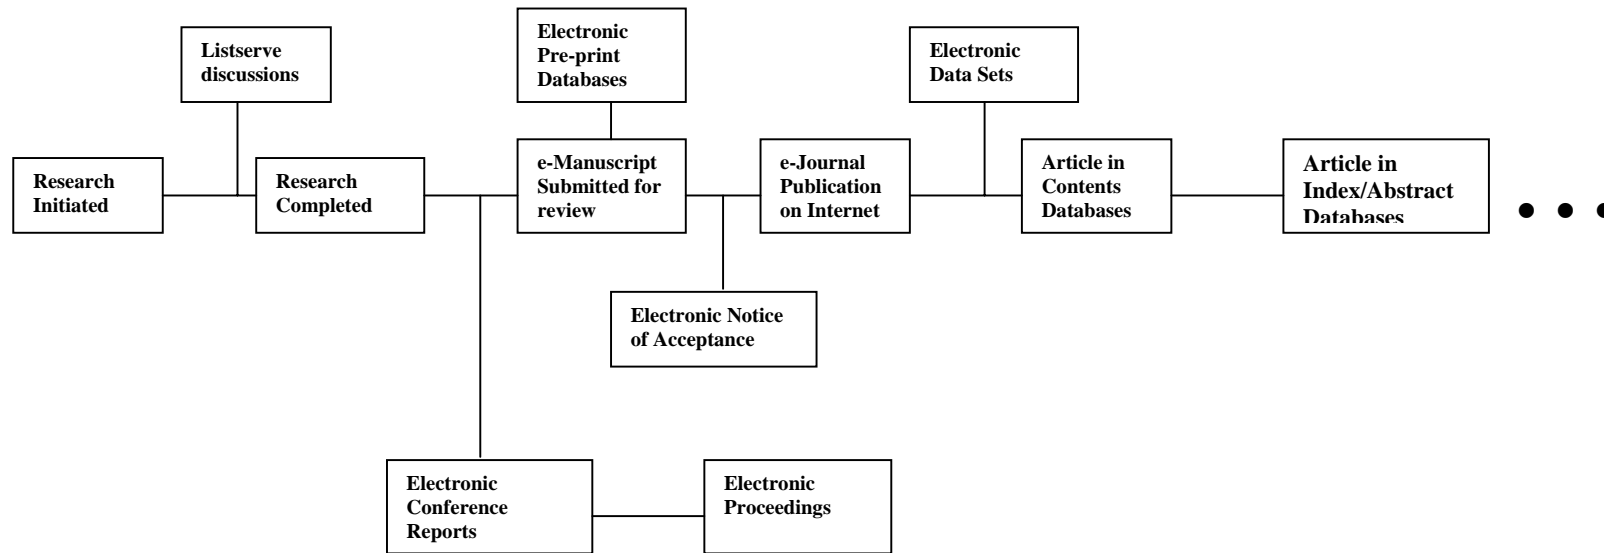 Listserve
discussions
Electronic
Pre-print
Databases
Electronic
Data Sets
Research
Initiated
Research
Completed
e-Manuscript
Submitted for
review
e-Journal
Publication
on Internet
Article in
Contents
Databases
Article in
Index/Abstract
Databases
Electronic Notice
of Acceptance
Electronic
Conference
Reports
Electronic
Proceedings